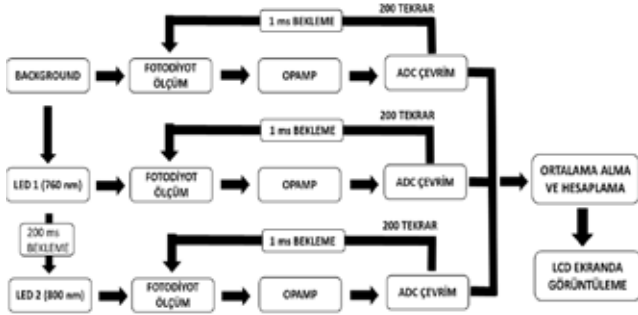 200 TEKRAR
1 ms BEKLEME
BACKGROUND
FOTODİYOT
ÖLÇÜM
OPAMP
ADC ÇEVRİM
200 TEKRAR
1 ms BEKLEME
LED 1 (760 nm)
FOTODİYOT
ÖLÇÜM
OPAMP
ADC ÇEVRİM
ORTALAMA ALMA
VE HESAPLAMA
200 ms
BEKLEME
200 TEKRAR
1 ms BEKLEME
LED 2 (800 nm)
FOTODİYOT
ÖLÇÜM
OPAMP
ADC ÇEVRİM
LCD EKRANDA
GÖRÜNTÜLEME